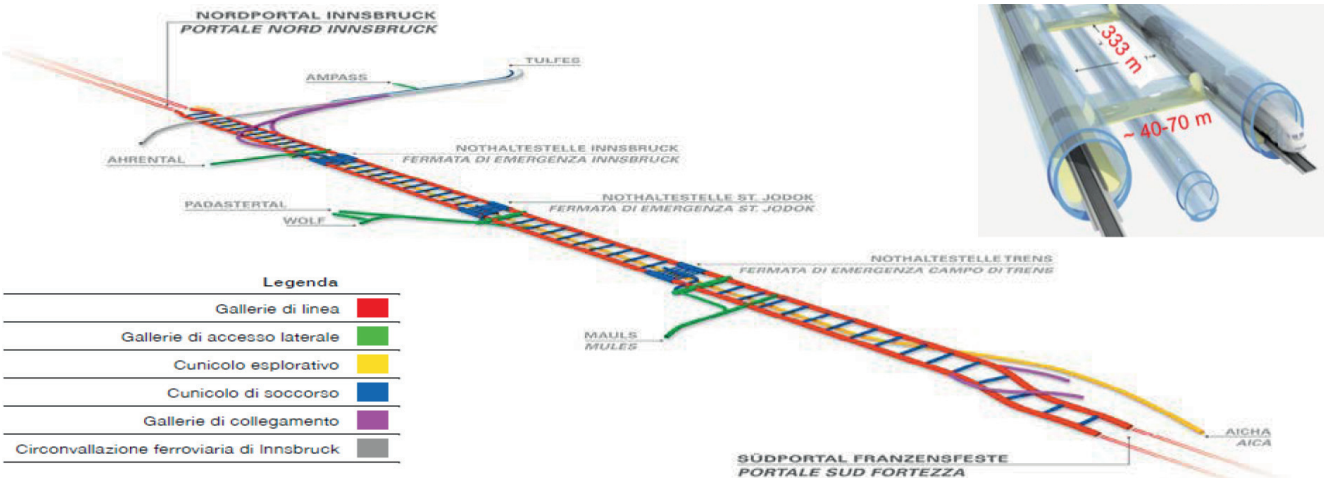 NORDPORTAL INNSBRUCK
PORTALE NORD INNSBRUCK
TULFES
AMPASS
333 m
~ 40-70 m
AHRENTAL
NOTHALTESTELLE INNSBRUCK
FERMATA DI EMERGENZA INNSBRUCK
PADASTERTAL
WOLF
NOTHALTESTELLE ST. JODOK
FERMATA DI EMERGENZA ST. JODOK
NOTHALTESTELLE TRENS
FERMATA DI EMERGENZA CAMPO DI TRENS
MAULS
MULES
Legenda
Gallerie di linea
Gallerie di accesso laterale
Cunicolo esplorativo
Cunicolo di soccorso
Gallerie di collegamento
Circonvallazione ferroviaria di Innsbruck
AICHA
AICA
SÜDPORTAL FRANZENSFESTE
PORTALE SUD FORTEZZA